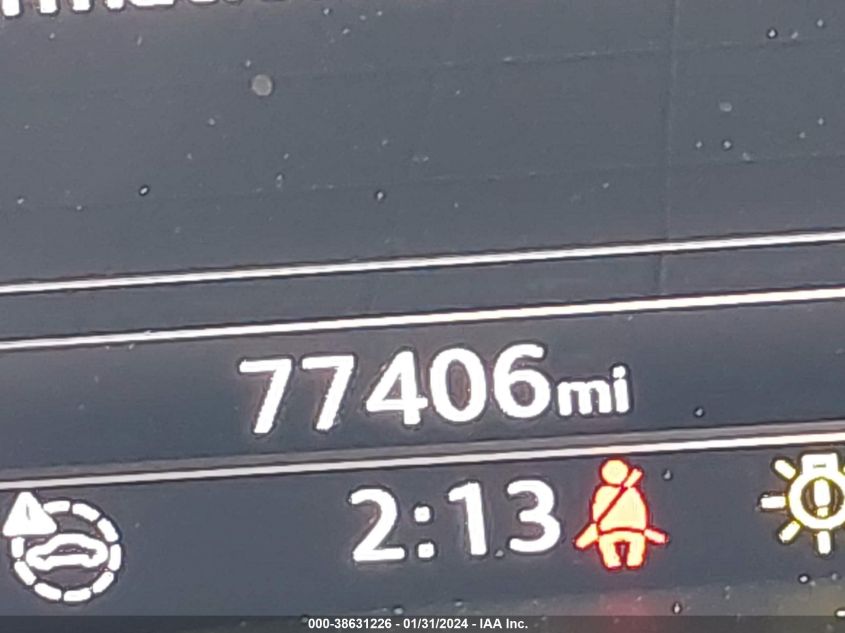 77406mi
2:13
000-38631226 - 01/31/2024 - IAA Inc.